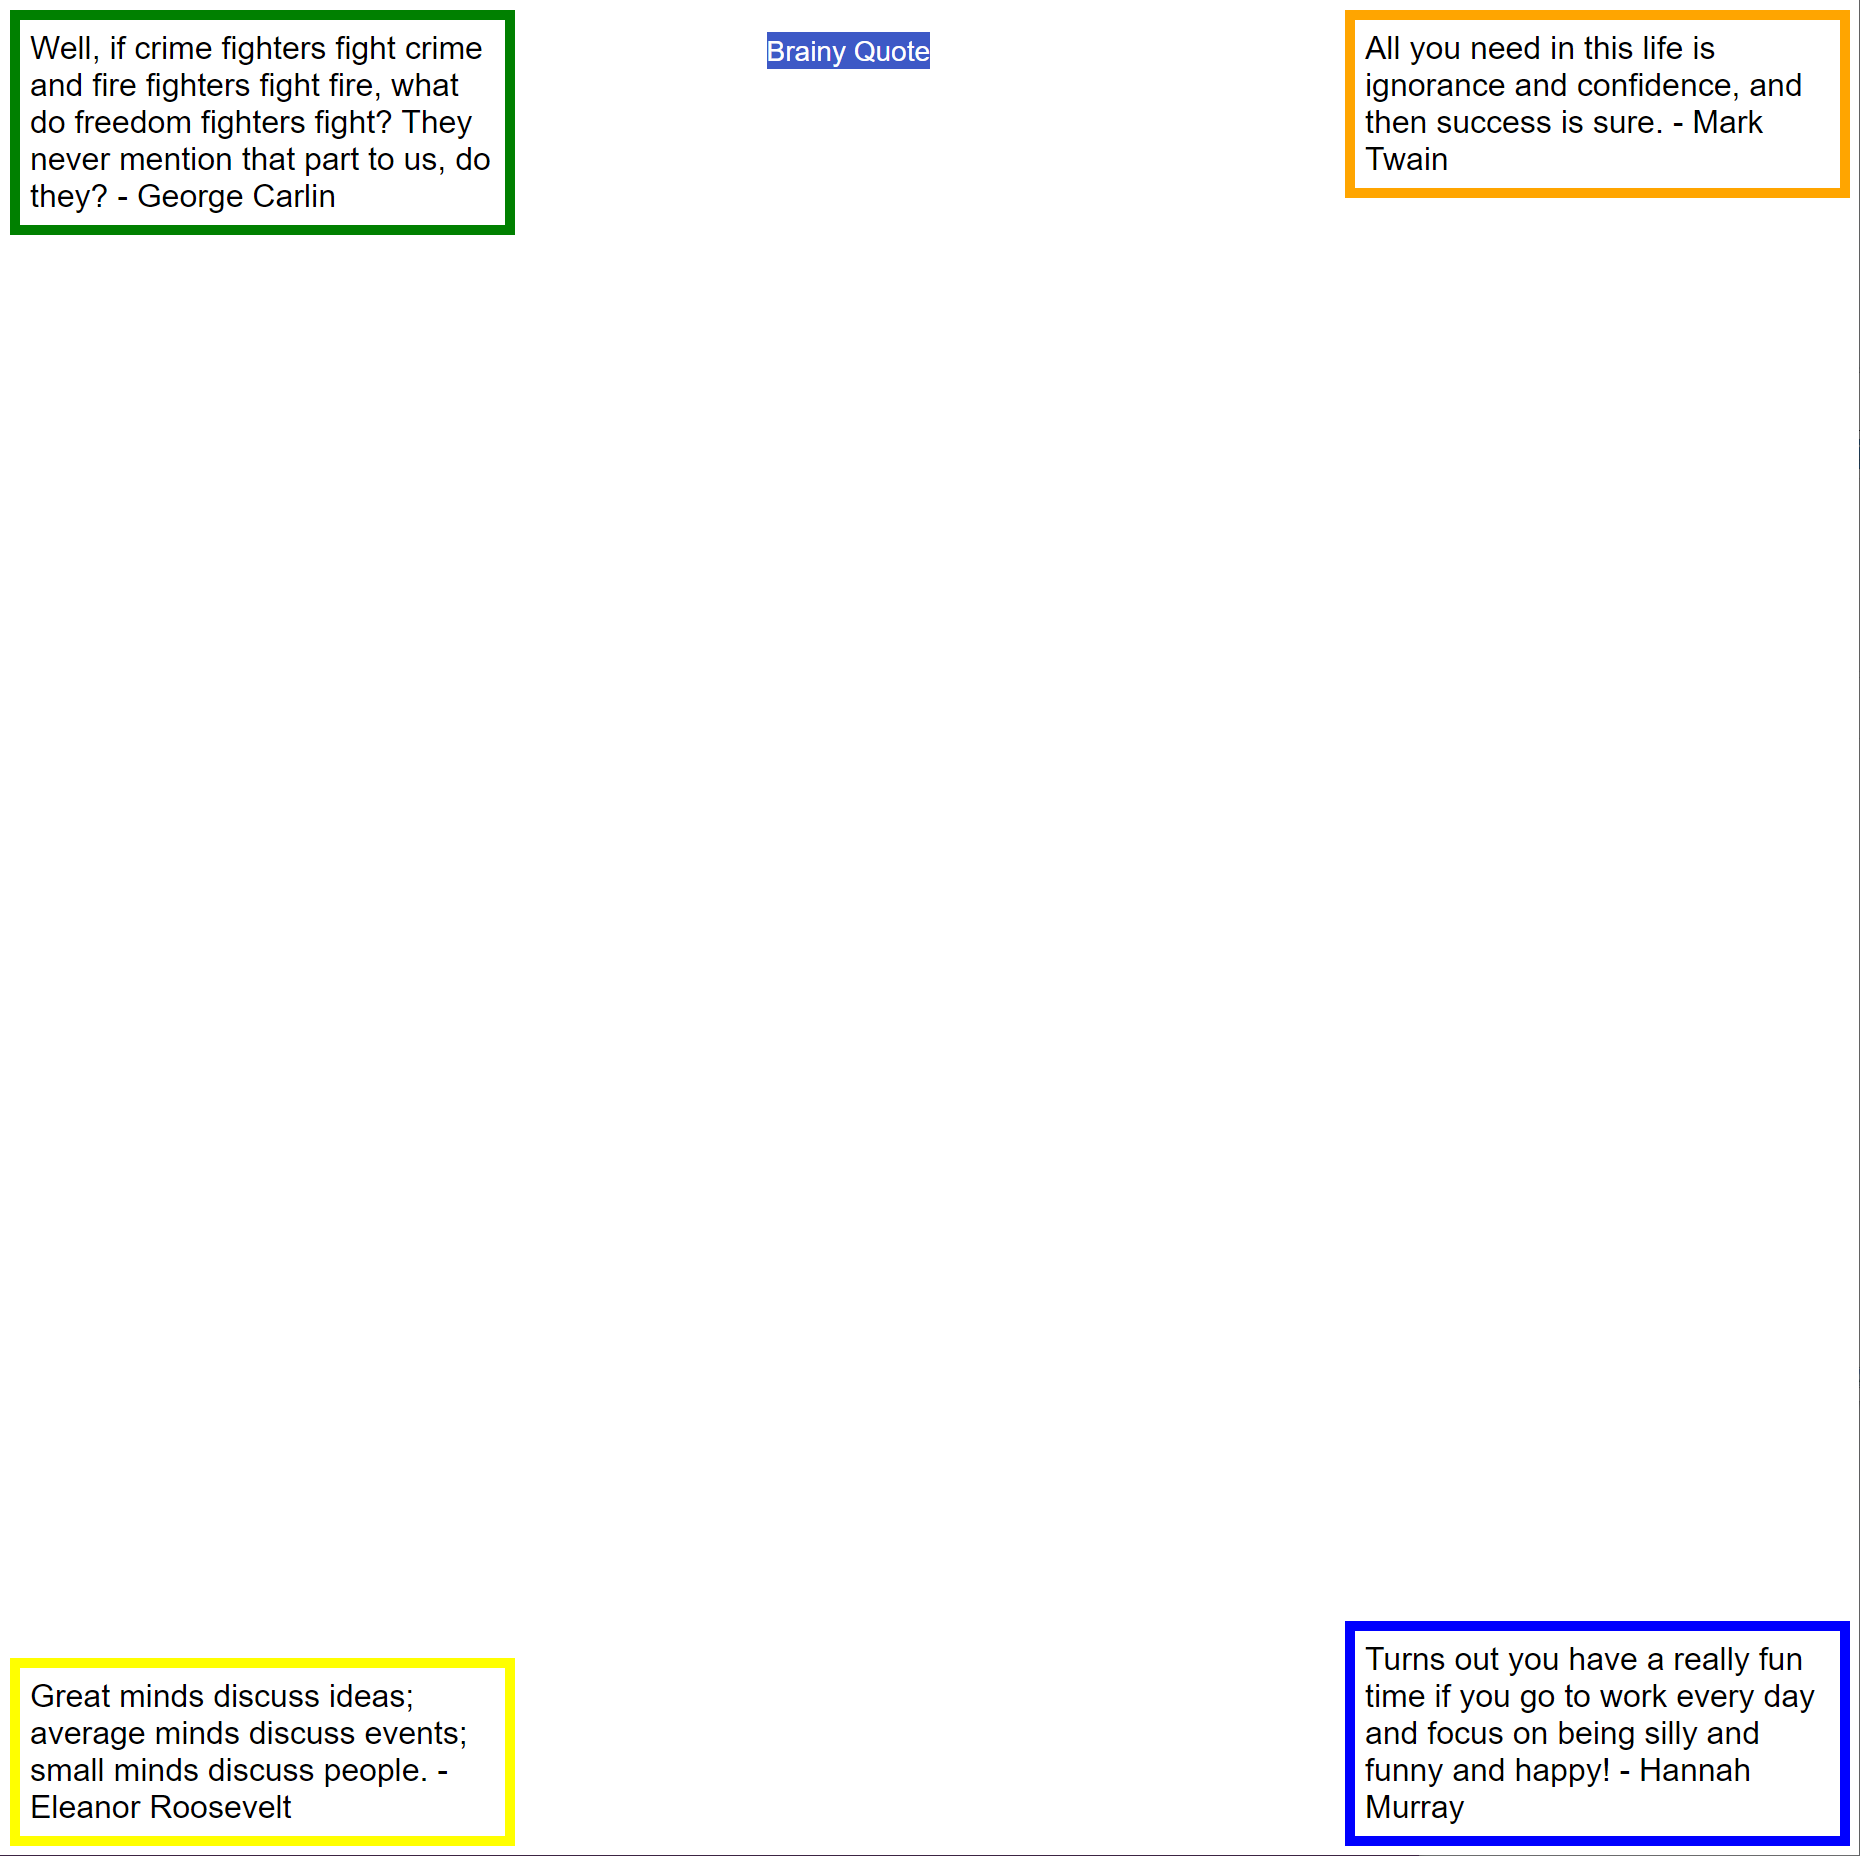 Well, if crime fighters fight crime
and fire fighters fight fire, what
do freedom fighters fight? They
never mention that part to us, do
they? - George Carlin
Brainy Quote
All you need in this life is
ignorance and confidence, and
then success is sure. - Mark
Twain
Great minds discuss ideas;
average minds discuss events;
small minds discuss people. -
Eleanor Roosevelt
Turns out you have a really fun
time if you go to work every day
and focus on being silly and
funny and happy! - Hannah
Murray